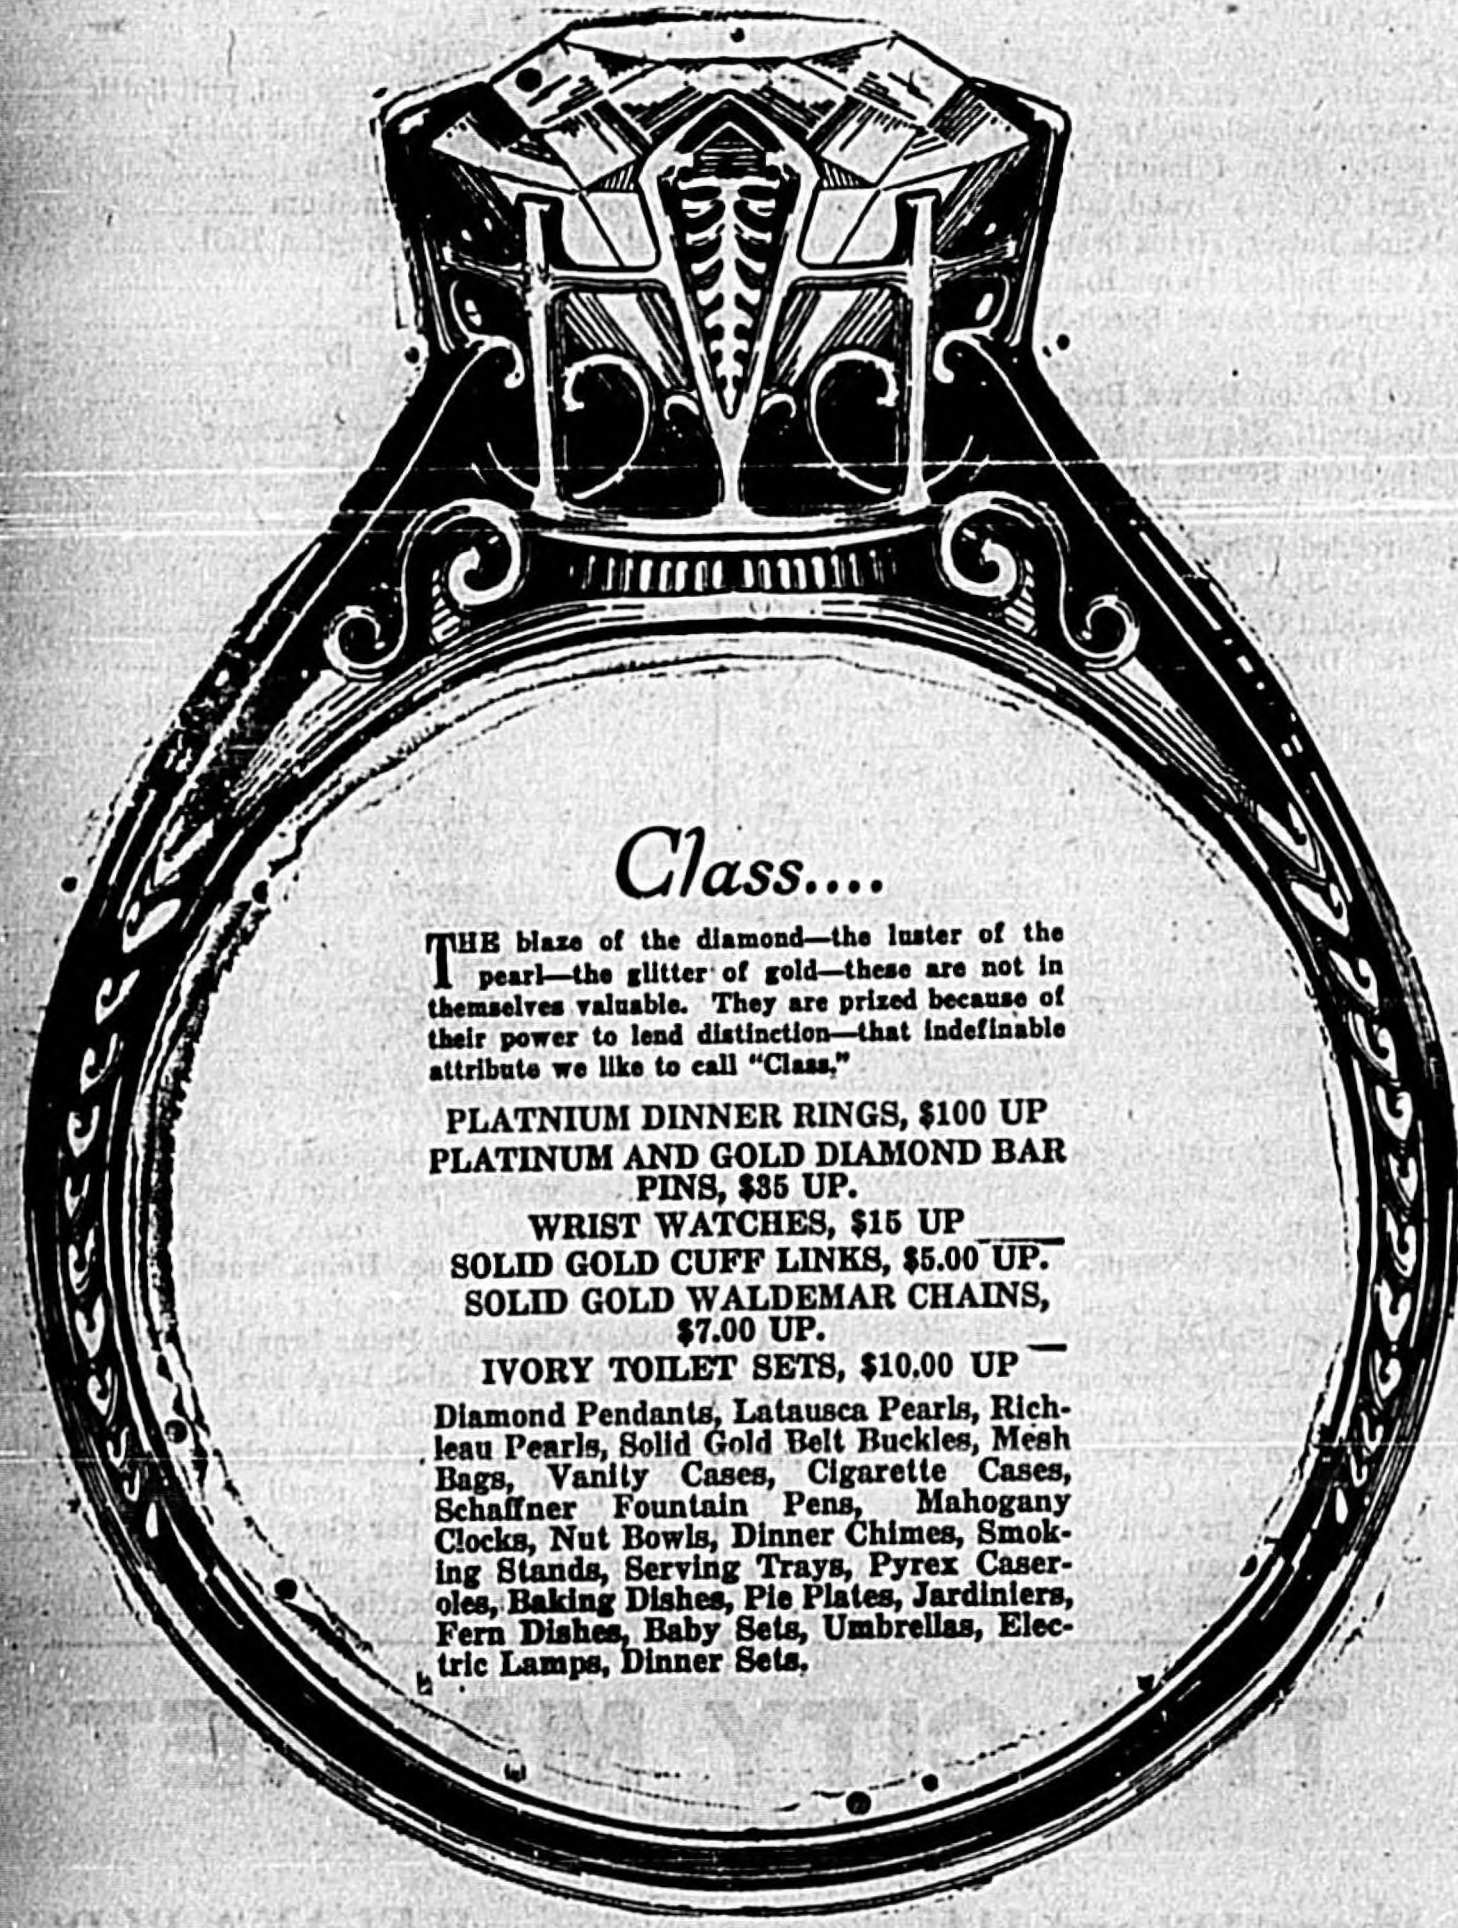 Class....
THE blaze of the diamond—the luster of the
pearl—the glitter of gold—these are not in
themselves valuable. They are prized because of
their power to lend distinction—that indefinable
attribute we like to call “Class.”
PLATNIUM DINNER RINGS, $100 UP
PLATINUM AND GOLD DIAMOND BAR
PINS, $35 UP.
WRIST WATCHES, $15 UP
SOLID GOLD CUFF LINKS, $5.00 UP.
SOLID GOLD WALDEMAR CHAINS,
$7.00 UP.
IVORY TOILET SETS, $10.00 UP
Diamond Pendants, Latausca Pearls, Rich-
leau Pearls, Solid Gold Belt Buckles, Mesh
Bags, Vanity Cases, Cigarette Cases,
Schaffner Fountain Pens, Mahogany
Clocks, Nut Bowls, Dinner Chimes, Smok-
ing Stands, Serving Trays, Pyrex Caser-
oles, Baking Dishes, Pie Plates, Jardiniers,
Fern Dishes, Baby Sets, Umbrellas, Elec-
tric Lamps, Dinner Sets.